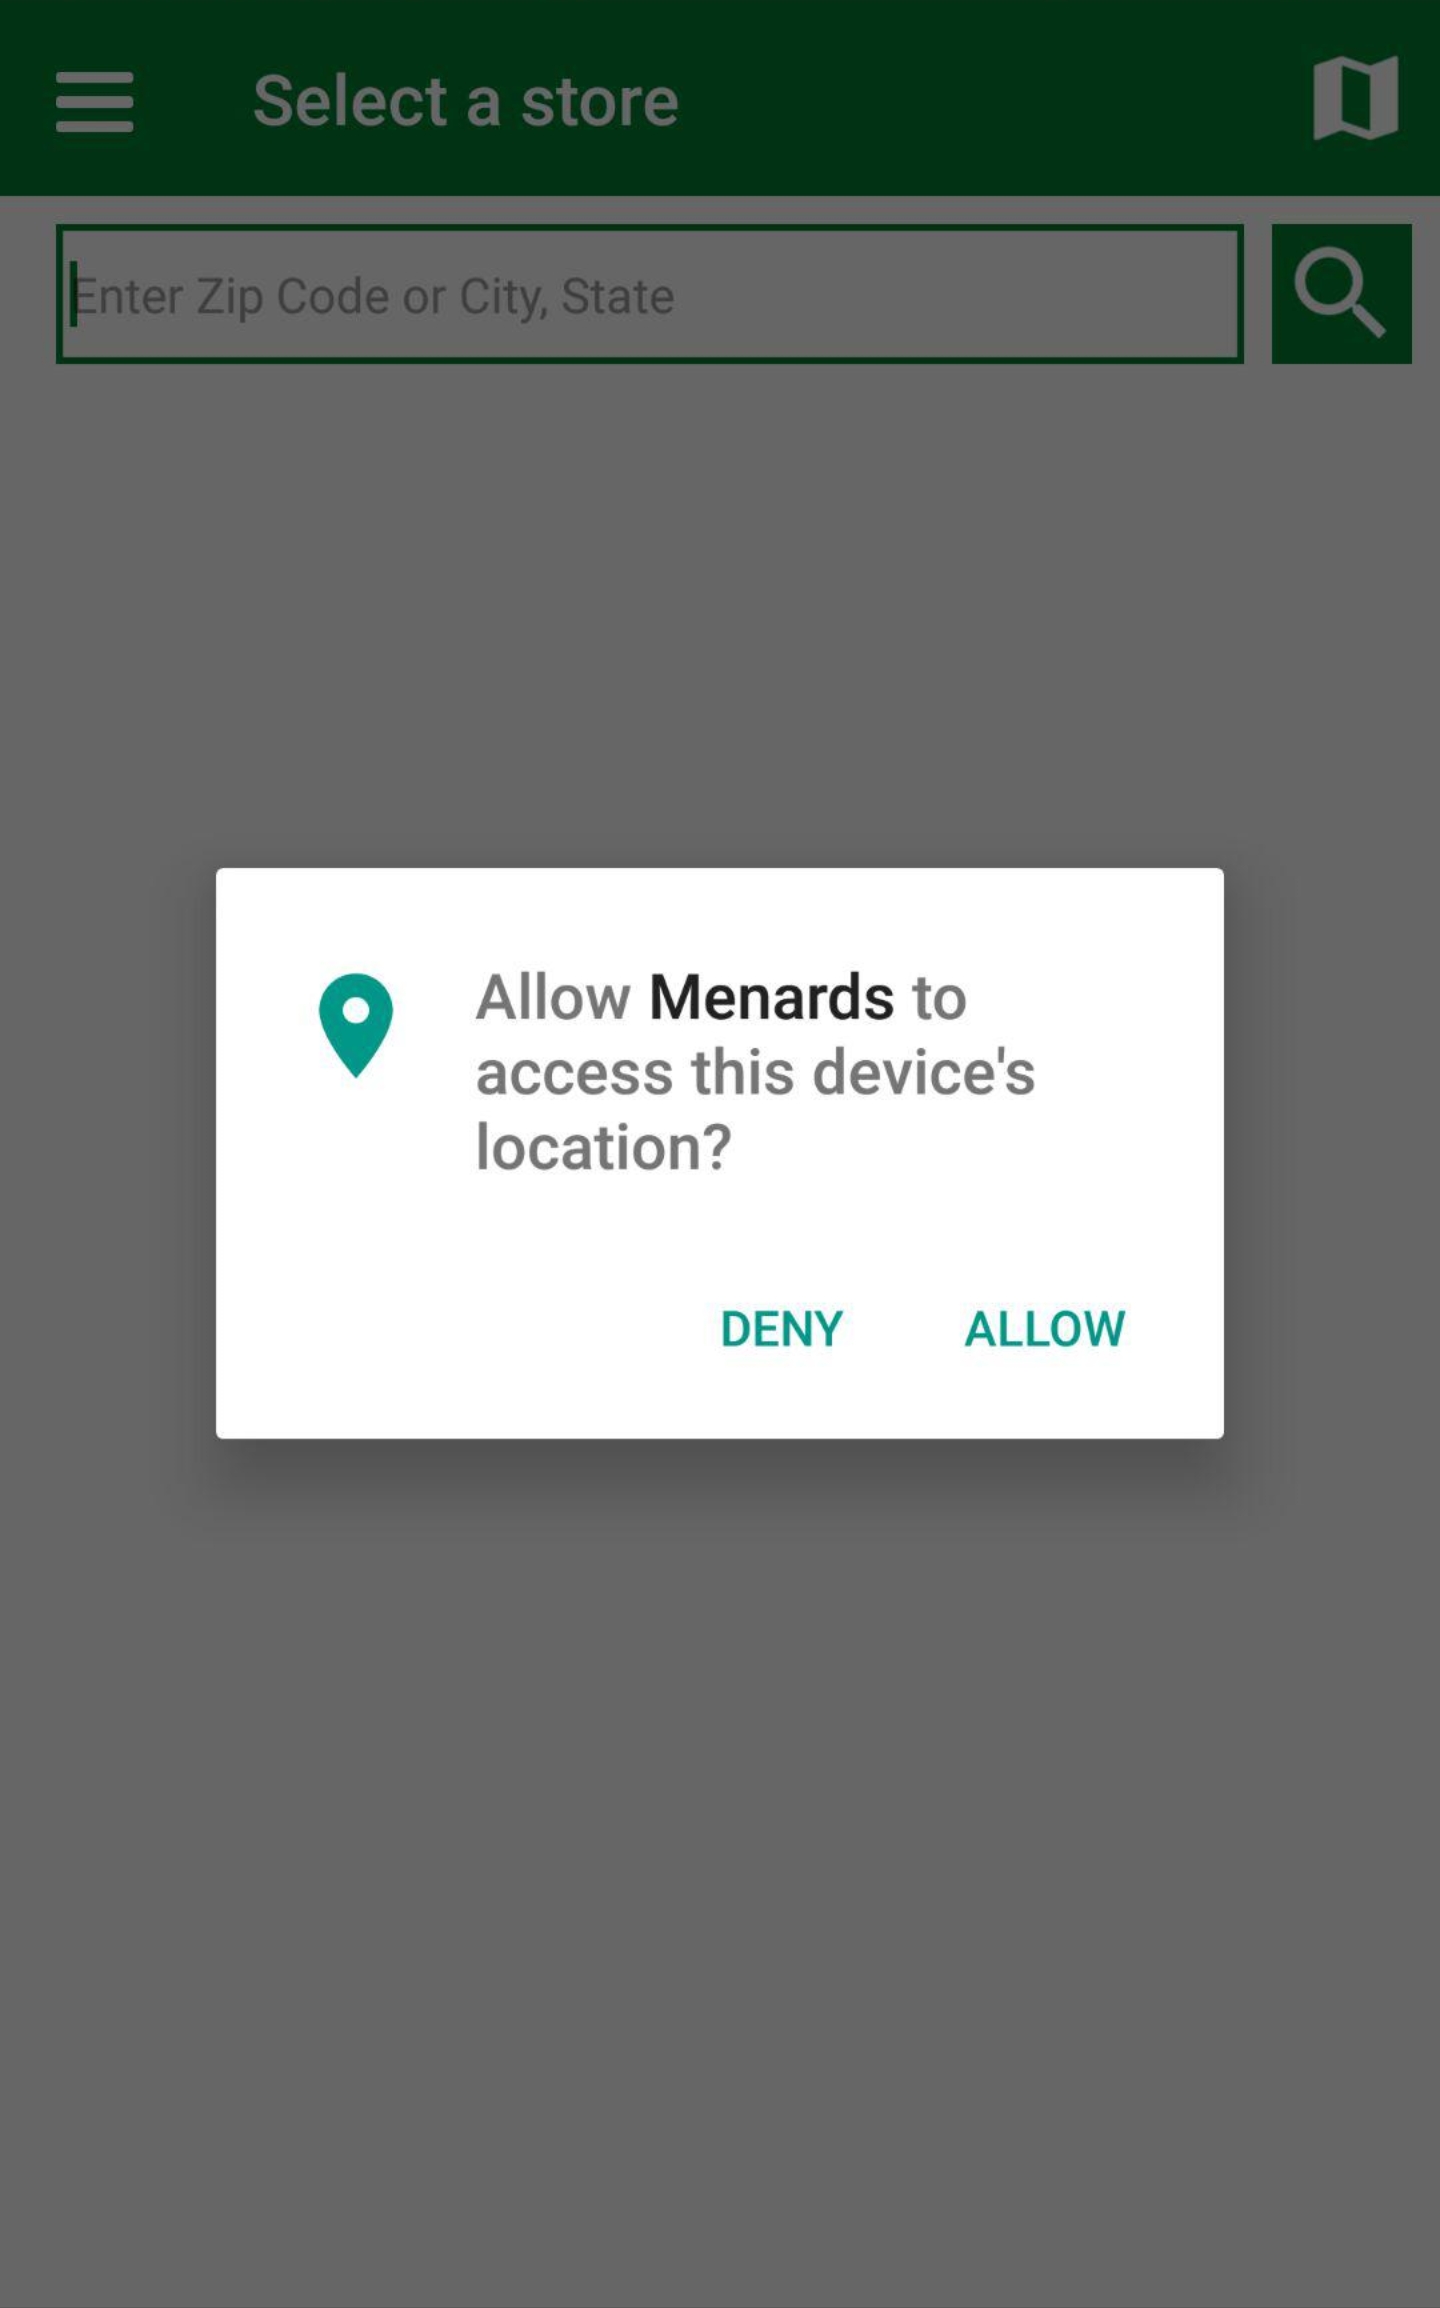 Select a store
Enter Zip Code or City, State
Allow Menards to
access this device's
location?
DENY ALLOW